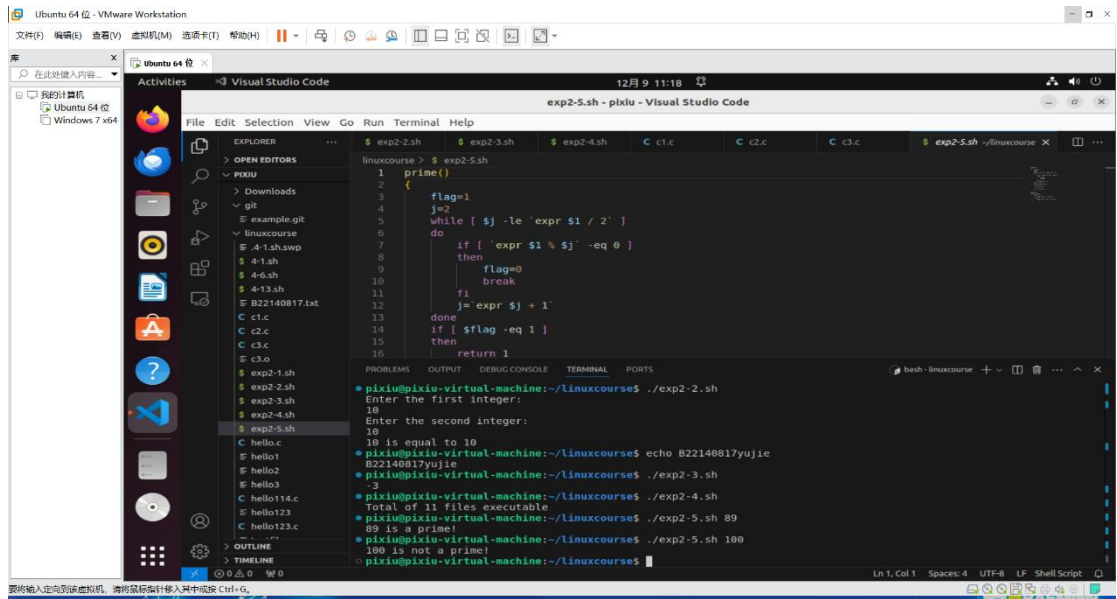 Ubuntu 64 位 - VMware Workstation
文件(F) 编辑(E) 查看(V) 虚拟机(M) 选项卡(T) 帮助(H)
库
在此处键入内容...
我的计算机
Ubuntu 64 位
Windows 7 x64
Ubuntu 64 位
Activities
Visual Studio Code
12月 9 11:18
exp2-5.sh - pixiu - Visual Studio Code
File Edit Selection View Go Run Terminal Help
EXPLORER
OPEN EDITORS
PIXIU
Downloads
git
example.git
linuxcourse
.4-1.sh.swp
4-1.sh
4-6.sh
4-13.sh
B22140817.txt
c1.c
c2.c
c3.c
c3.o
exp2-1.sh
exp2-2.sh
exp2-3.sh
exp2-4.sh
exp2-5.sh
hello.c
hello1
hello2
hello3
hello114.c
hello123
hello123.c
OUTLINE
TIMELINE
$ exp2-2.sh $ exp2-3.sh $ exp2-4.sh C c1.c C c2.c C c3.c $ exp2-5.sh ~/linuxcourse
linuxcourse > $ exp2-5.sh
1 prime()
2 {
3 flag=1
4 j=2
5 while [ $j -le `expr $1 / 2` ]
6 do
7 if [ `expr $1 % $j` -eq 0 ]
8 then
9 flag=0
10 break
11 fi
12 j=`expr $j + 1`
13 done
14 if [ $flag -eq 1 ]
15 then
16 return 1
PROBLEMS OUTPUT DEBUG CONSOLE TERMINAL PORTS
bash - linuxcourse
pixiu@pixiu-virtual-machine:~/linuxcourse$ ./exp2-2.sh
Enter the first integer:
10
Enter the second integer:
10
10 is equal to 10
pixiu@pixiu-virtual-machine:~/linuxcourse$ echo B22140817yujie
B22140817yujie
pixiu@pixiu-virtual-machine:~/linuxcourse$ ./exp2-3.sh
-3
pixiu@pixiu-virtual-machine:~/linuxcourse$ ./exp2-4.sh
Total of 11 files executable
pixiu@pixiu-virtual-machine:~/linuxcourse$ ./exp2-5.sh 89
89 is a prime!
pixiu@pixiu-virtual-machine:~/linuxcourse$ ./exp2-5.sh 100
100 is not a prime!
pixiu@pixiu-virtual-machine:~/linuxcourse$
0 0 0
Ln 1, Col 1 Spaces: 4 UTF-8 LF Shell Script
要将输入定向到该虚拟机，请将鼠标指针移入其中或按 Ctrl+G。